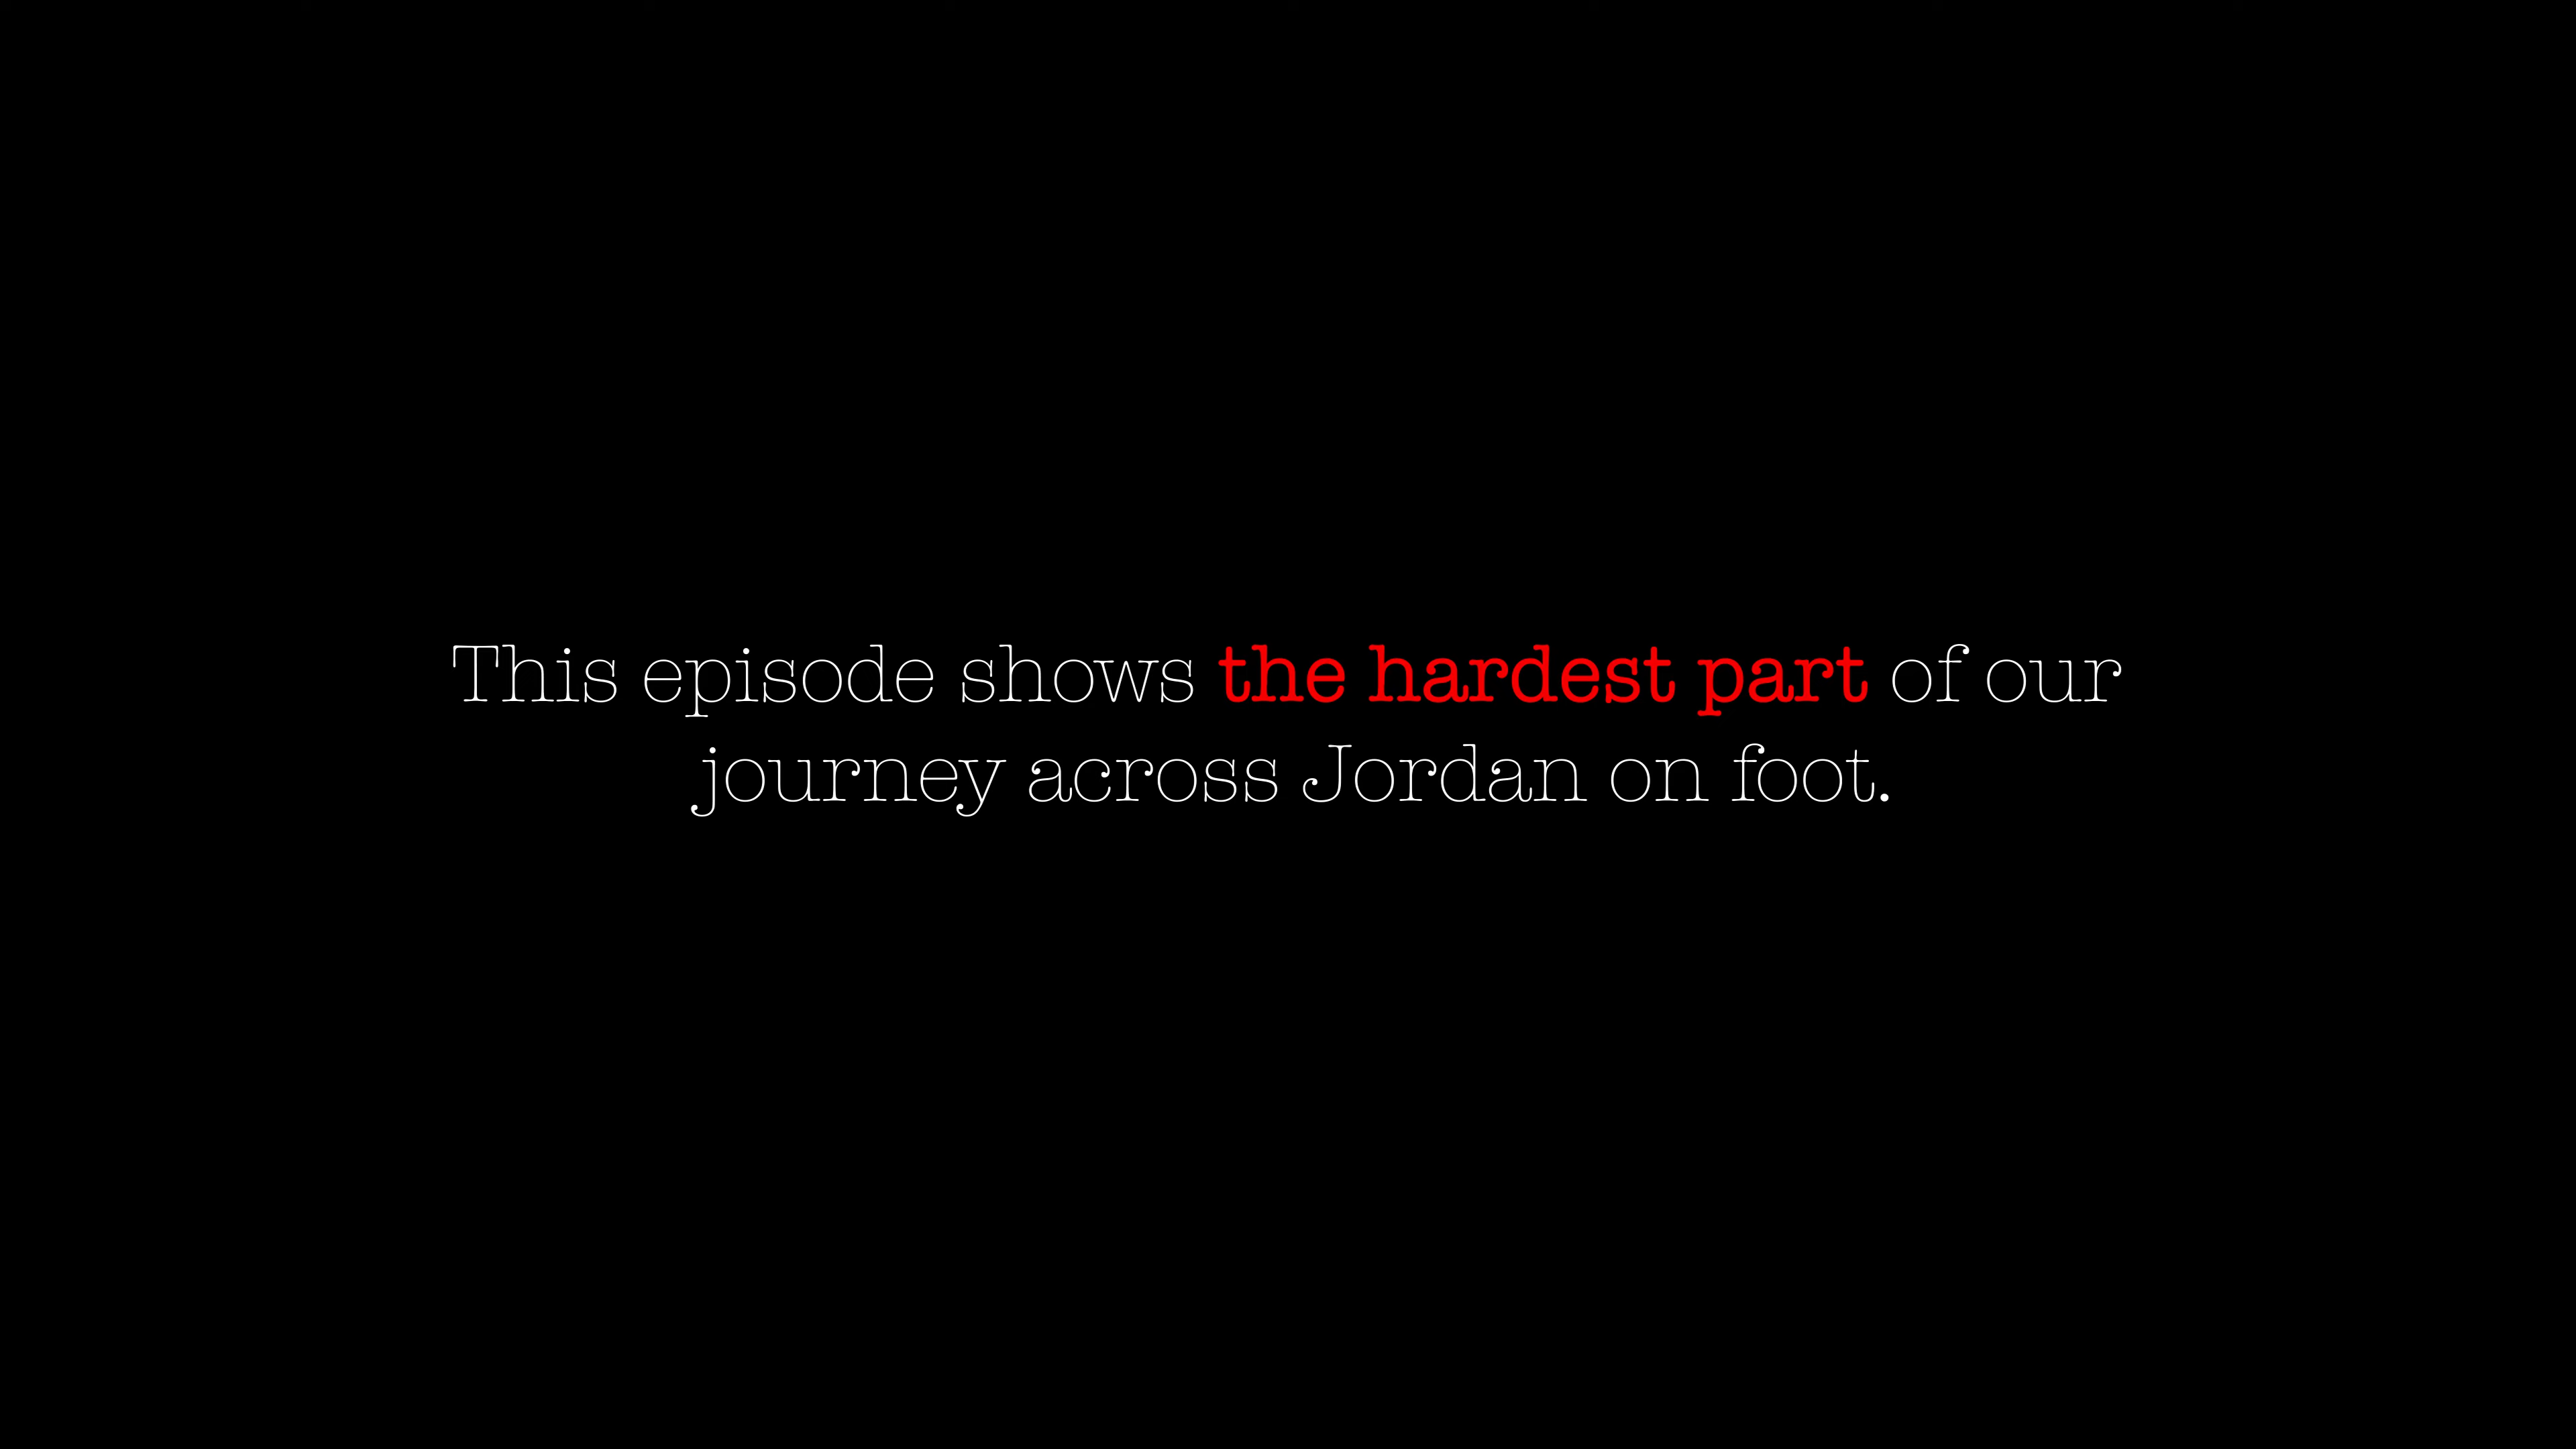 This episode shows the hardest part of our
journey across Jordan on foot.